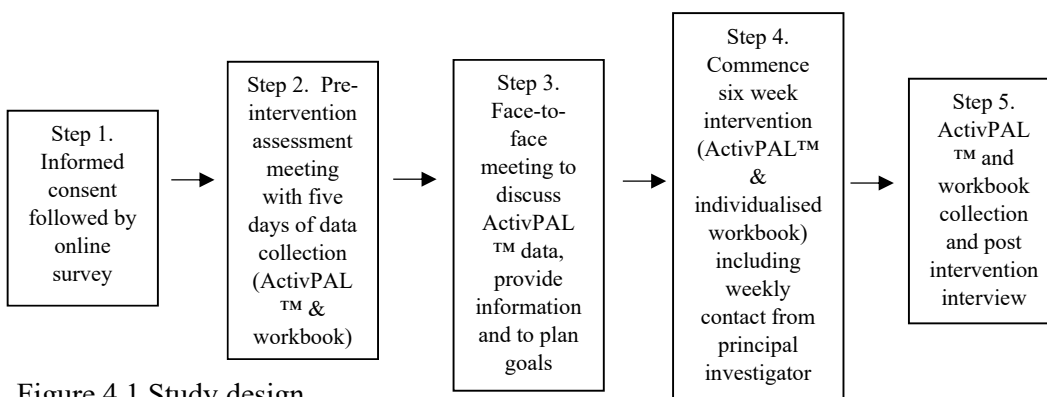 Step 1.
Informed
consent
followed by
online
survey
Step 2.  Pre-
intervention
assessment
meeting
with five
days of data
collection
(ActivPAL
™ &
workbook)
Step 3.
Face-to-
face
meeting to
discuss
ActivPAL
™ data,
provide
information
and to plan
goals
Step 4.
Commence
six week
intervention
(ActivPAL™
&
individualised
workbook)
including
weekly
contact from
principal
investigator
Step 5.
ActivPAL
™ and
workbook
collection
and post
intervention
interview
Figure 4.1 Study design